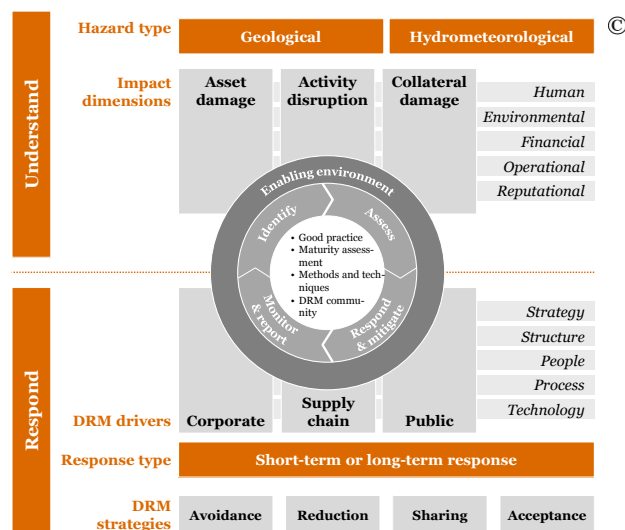 Hazard type
Geological
Hydrometeorological
©
Understand
Impact
dimensions
Asset
damage
Activity
disruption
Collateral
damage
Human
Environmental
Financial
Operational
Reputational
Enabling environment
Identify
Assess
• Good practice
• Maturity assess-
ment
• Methods and tech-
niques
• DRM commu-
nity
Monitor
& report
Respond
& mitigate
Respond
Strategy
Structure
People
Process
Technology
DRM drivers
Corporate
Supply
chain
Public
Response type
Short-term or long-term response
DRM
strategies
Avoidance
Reduction
Sharing
Acceptance